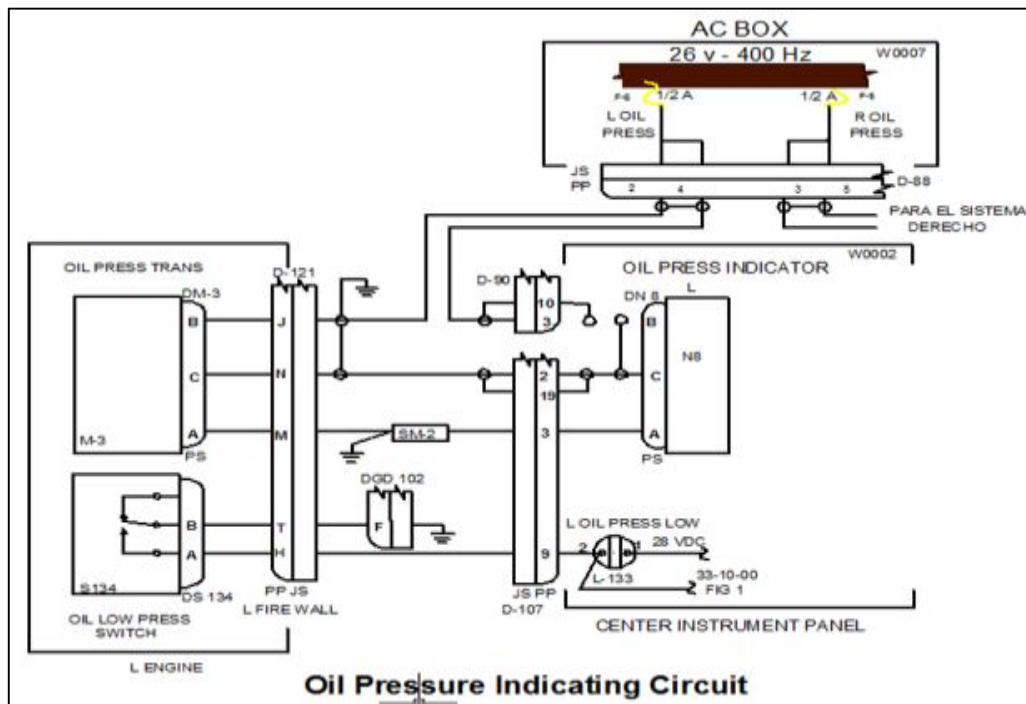 AC BOX
26 v - 400 Hz
W0007
F-6
1/2 A
1/2 A
F-6
L OIL
PRESS
R OIL
PRESS
JS
PP
2
4
3
5
D-88
PARA EL SISTEMA
DERECHO
W0002
OIL PRESS TRANS
D-121
D-90
OIL PRESS INDICATOR
L
DM-3
DN 8
B
J
10
3
B
N8
C
N
2
C
19
A
M
SM-2
3
A
M-3
PS
PS
DGD 102
L OIL PRESS LOW
B
T
F
2
1
28 VDC
A
H
9
S134
DS 134
PP JS
L FIRE WALL
JS PP
D-107
L-133
33-10-00
FIG 1
OIL LOW PRESS
SWITCH
CENTER INSTRUMENT PANEL
L ENGINE
Oil Pressure Indicating Circuit